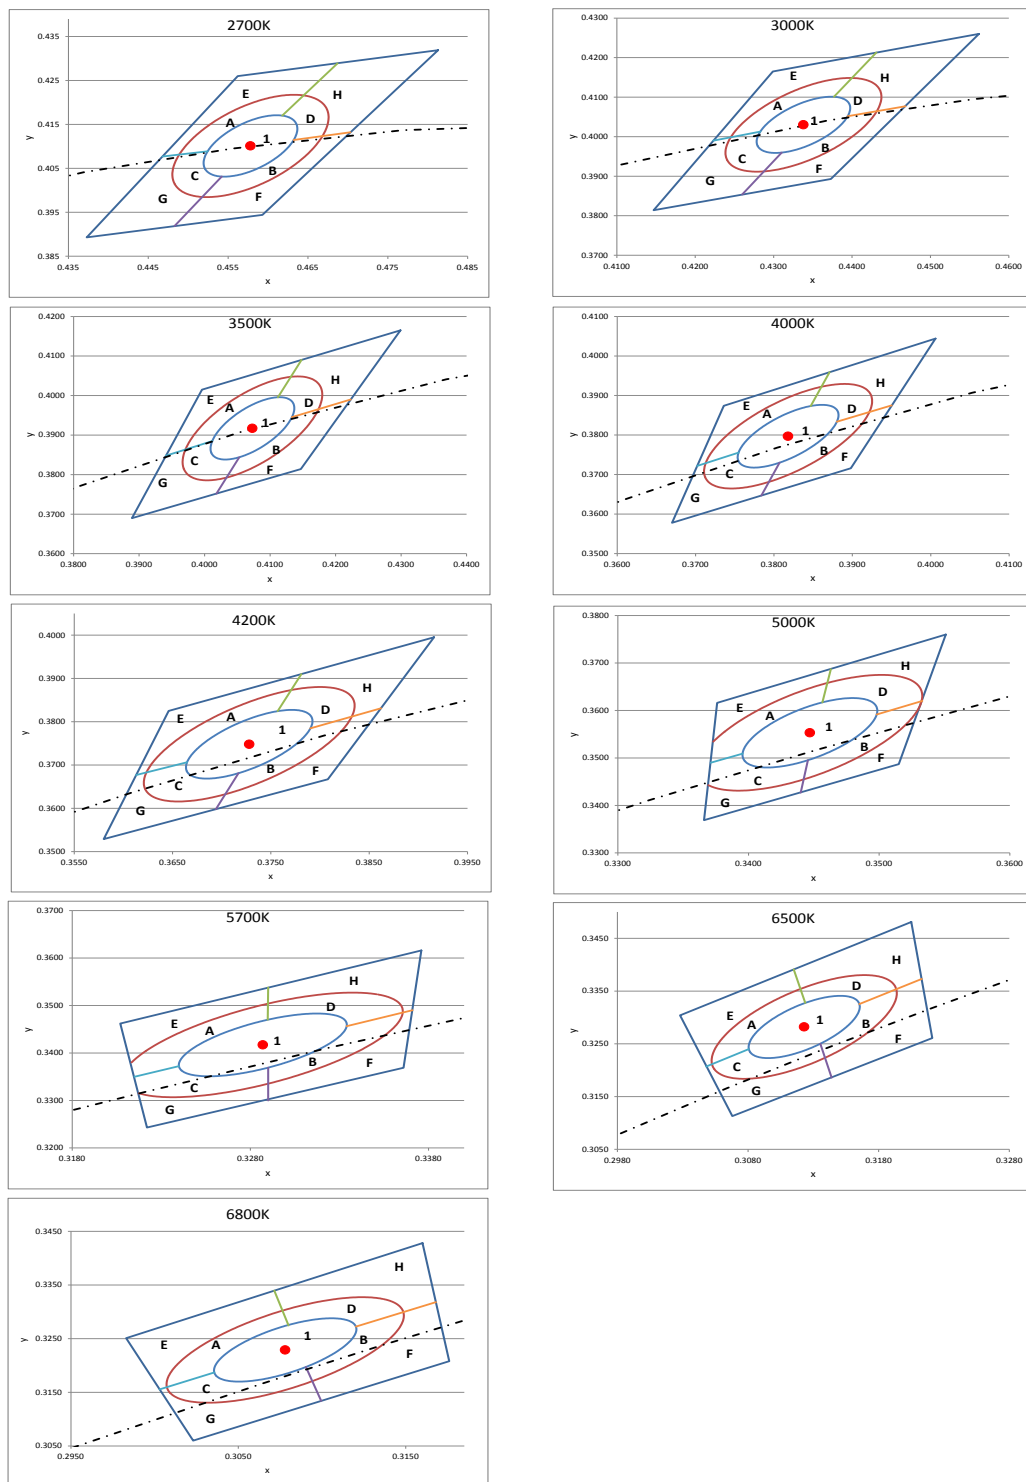 2700K
0.435
0.425
0.415
0.405
0.395
0.385
y
E
H
A
D
1
C
B
G
F
0.435
0.445
0.455
0.465
0.475
0.485
x
3000K
0.4300
0.4200
0.4100
0.4000
0.3900
0.3800
0.3700
y
E
H
A
D
1
B
C
F
G
0.4100
0.4200
0.4300
0.4400
0.4500
0.4600
x
3500K
0.4200
0.4100
0.4000
0.3900
0.3800
0.3700
0.3600
y
H
E
A
D
1
B
C
F
G
0.3800
0.3900
0.4000
0.4100
0.4200
0.4300
0.4400
x
4000K
0.4100
0.4000
0.3900
0.3800
0.3700
0.3600
0.3500
y
H
E
A
D
1
B
F
C
G
0.3600
0.3700
0.3800
0.3900
0.4000
0.4100
x
4200K
0.4000
0.3900
0.3800
0.3700
0.3600
0.3500
y
H
E
A
D
1
B
F
C
G
0.3550
0.3650
0.3750
0.3850
0.3950
x
5000K
0.3800
0.3700
0.3600
0.3500
0.3400
0.3300
y
H
D
E
A
1
B
F
C
G
0.3300
0.3400
0.3500
0.3600
x
5700K
0.3700
0.3600
0.3500
0.3400
0.3300
0.3200
y
H
D
E
A
1
B
F
C
G
0.3180
0.3280
0.3380
x
6500K
0.3450
0.3350
0.3250
0.3150
0.3050
y
H
D
E
A
1
B
F
C
G
0.2980
0.3080
0.3180
0.3280
x
6800K
0.3450
0.3350
0.3250
0.3150
0.3050
y
H
D
1
B
E
A
F
C
G
0.2950
0.3050
0.3150
x